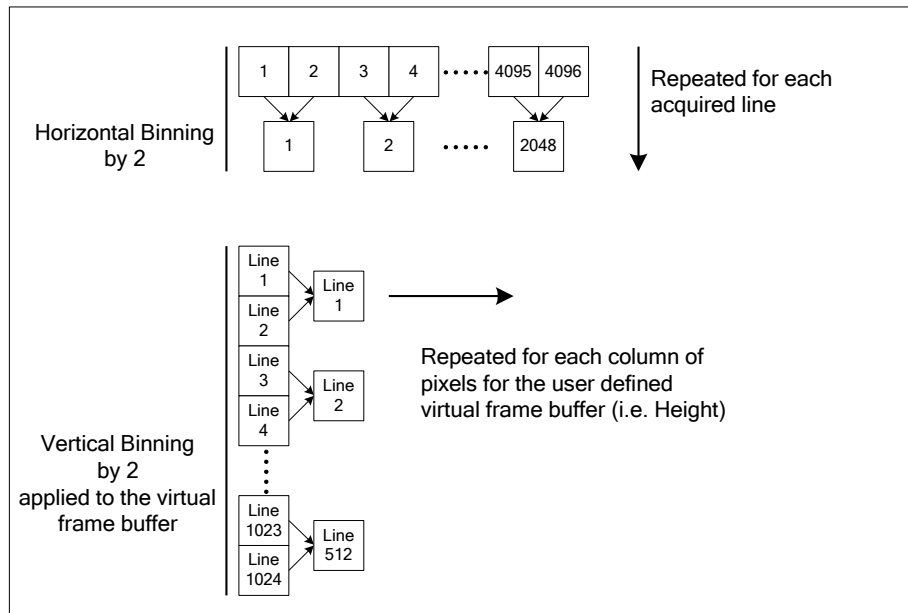 1 2 3 4 ..... 4095 4096
Repeated for each
acquired line
Horizontal Binning
by 2
1 2 ..... 2048
Line
1
Line
2
Line
1
Line
3
Line
4
Line
2
Repeated for each column of
pixels for the user defined
virtual frame buffer (i.e. Height)
Vertical Binning
by 2
applied to the virtual
frame buffer
Line
1023
Line
1024
Line
512